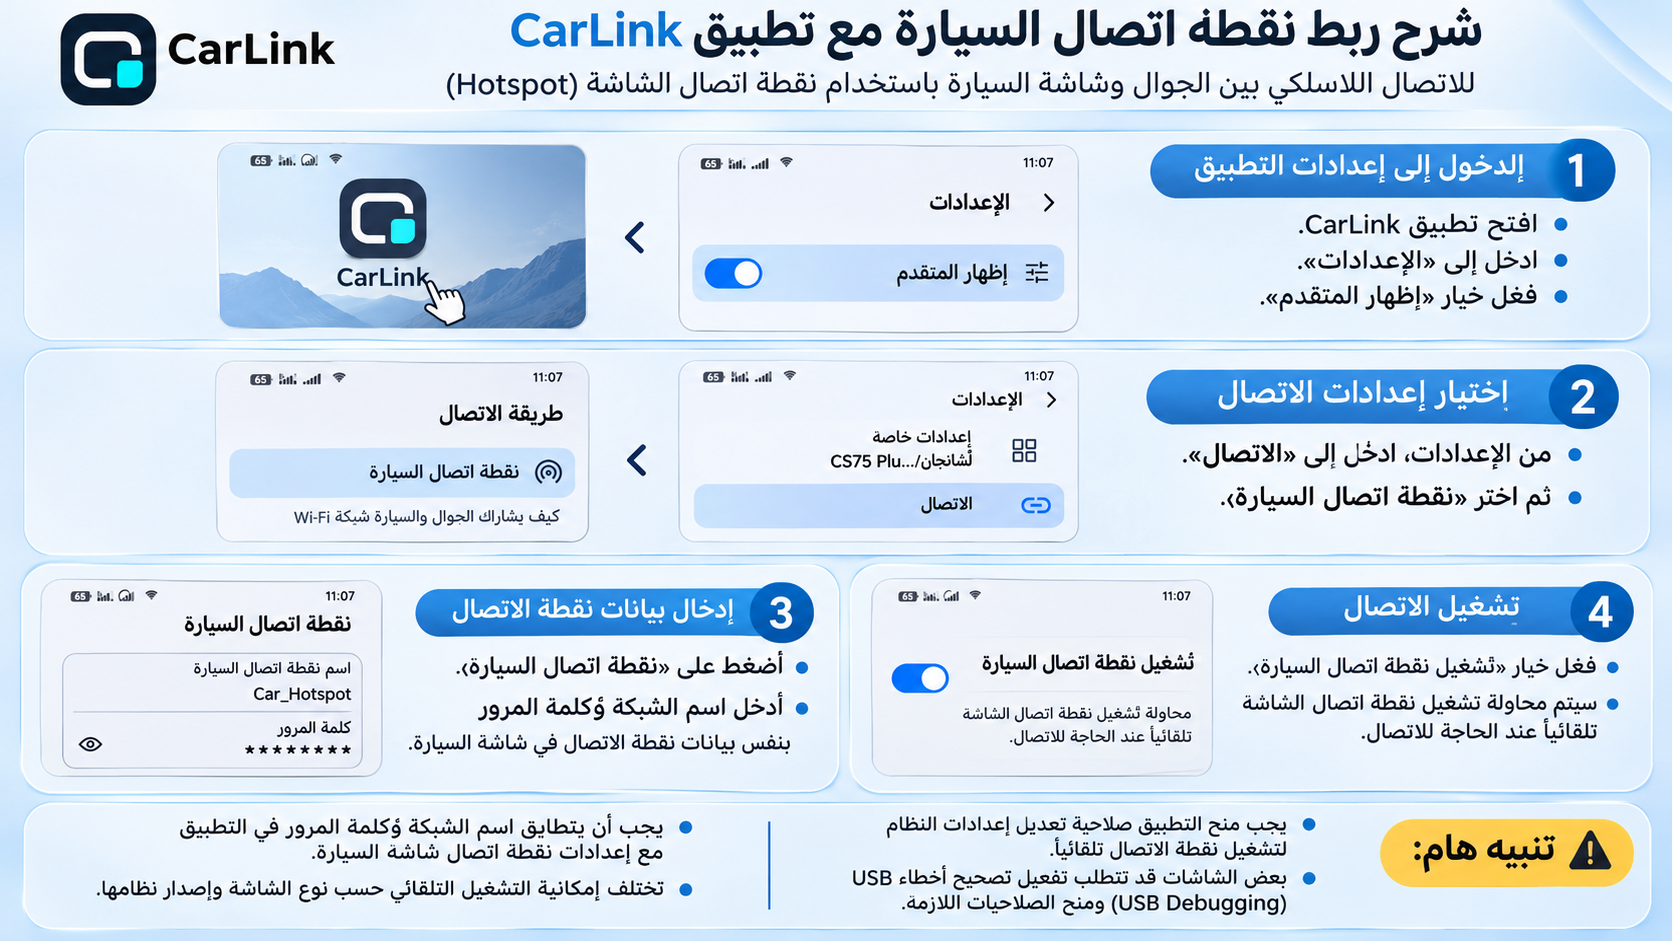 شرح ربط نقطة اتصال السيارة مع تطبيق CarLink
للاتصال اللاسلكي بين الجوال وشاشة السيارة باستخدام نقطة اتصال الشاشة (Hotspot)
CarLink
1
الدخول إلى إعدادات التطبيق
افتح تطبيق CarLink.
ادخل إلى «الإعدادات».
فعّل خيار «إظهار المتقدم».
11:07
65
الإعدادات
إظهار المتقدم
65
CarLink
2
إختيار إعدادات الاتصال
من الإعدادات، ادخل إلى «الاتصال».
ثم اختر «نقطة اتصال السيارة».
11:07
65
الإعدادات
إعدادات خاصة
لشانجان/...CS75 Plu
الاتصال
11:07
65
طريقة الاتصال
نقطة اتصال السيارة
كيف يشارك الجوال والسيارة شبكة Wi-Fi
3
إدخال بيانات نقطة الاتصال
أضغط على «نقطة اتصال السيارة».
أدخل اسم الشبكة وكلمة المرور
بنفس بيانات نقطة الاتصال في شاشة السيارة.
11:07
65
نقطة اتصال السيارة
اسم نقطة اتصال السيارة
Car_Hotspot
كلمة المرور
********
4
تشغيل الاتصال
فعّل خيار «تشغيل نقطة اتصال السيارة».
سيتم محاولة تشغيل نقطة اتصال الشاشة
تلقائياً عند الحاجة للاتصال.
11:07
65
تشغيل نقطة اتصال السيارة
محاولة تشغيل نقطة اتصال الشاشة
تلقائياً عند الحاجة للاتصال.
تنبيه هام:
يجب منح التطبيق صلاحية تعديل إعدادات النظام
لتشغيل نقطة الاتصال تلقائياً.
بعض الشاشات قد تتطلب تفعيل تصحيح أخطاء USB
(USB Debugging) ومنح الصلاحيات اللازمة.
يجب أن يتطابق اسم الشبكة وكلمة المرور في التطبيق
مع إعدادات نقطة اتصال شاشة السيارة.
تختلف إمكانية التشغيل التلقائي حسب نوع الشاشة وإصدار نظامها.